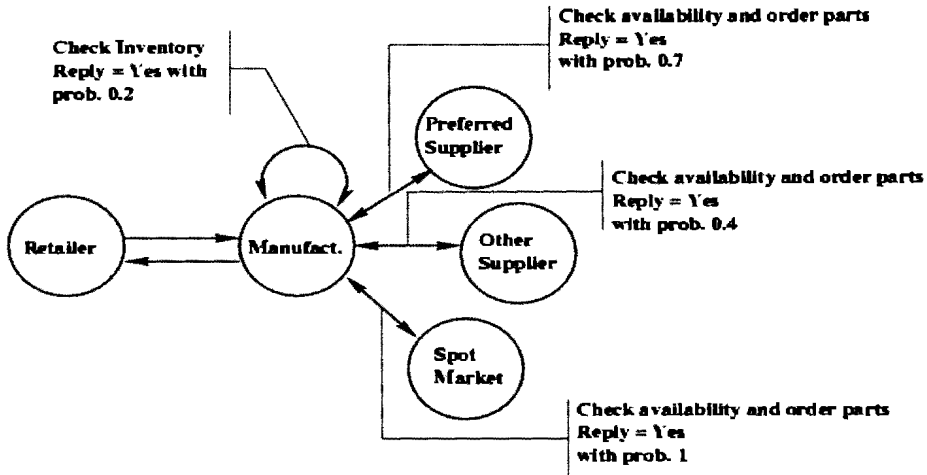 Check availability and order parts
Reply = Yes
with prob. 0.7
Check Inventory
Reply = Yes with
prob. 0.2
Preferred
Supplier
Check availability and order parts
Reply = Yes
with prob. 0.4
Retailer
Manufact.
Other
Supplier
Spot
Market
Check availability and order parts
Reply = Yes
with prob. 1